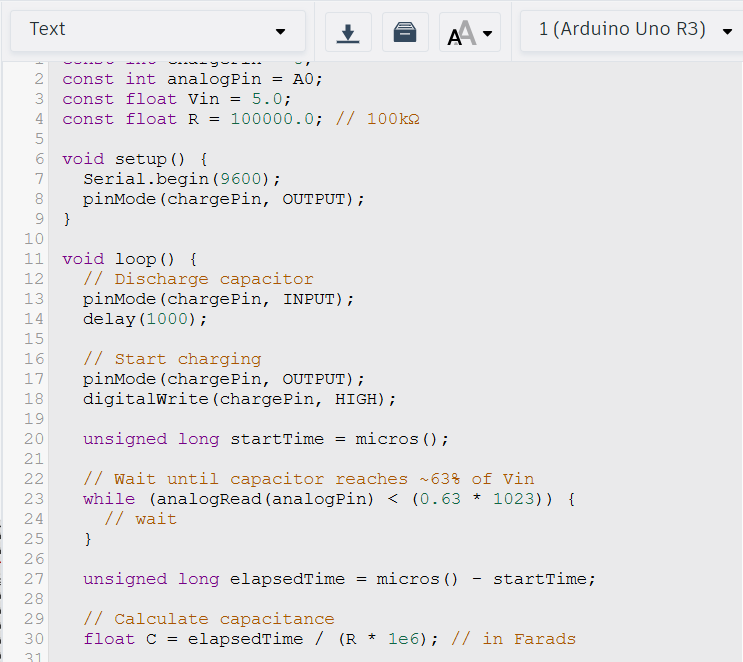 Text
1 (Arduino Uno R3)
2 const int analogPin = A0;
3 const float Vin = 5.0;
4 const float R = 100000.0; // 100kΩ
5
6 void setup() {
7   Serial.begin(9600);
8   pinMode(chargePin, OUTPUT);
9 }
10
11 void loop() {
12   // Discharge capacitor
13   pinMode(chargePin, INPUT);
14   delay(1000);
15
16   // Start charging
17   pinMode(chargePin, OUTPUT);
18   digitalWrite(chargePin, HIGH);
19
20   unsigned long startTime = micros();
21
22   // Wait until capacitor reaches ~63% of Vin
23   while (analogRead(analogPin) < (0.63 * 1023)) {
24     // wait
25   }
26
27   unsigned long elapsedTime = micros() - startTime;
28
29   // Calculate capacitance
30   float C = elapsedTime / (R * 1e6); // in Farads
31